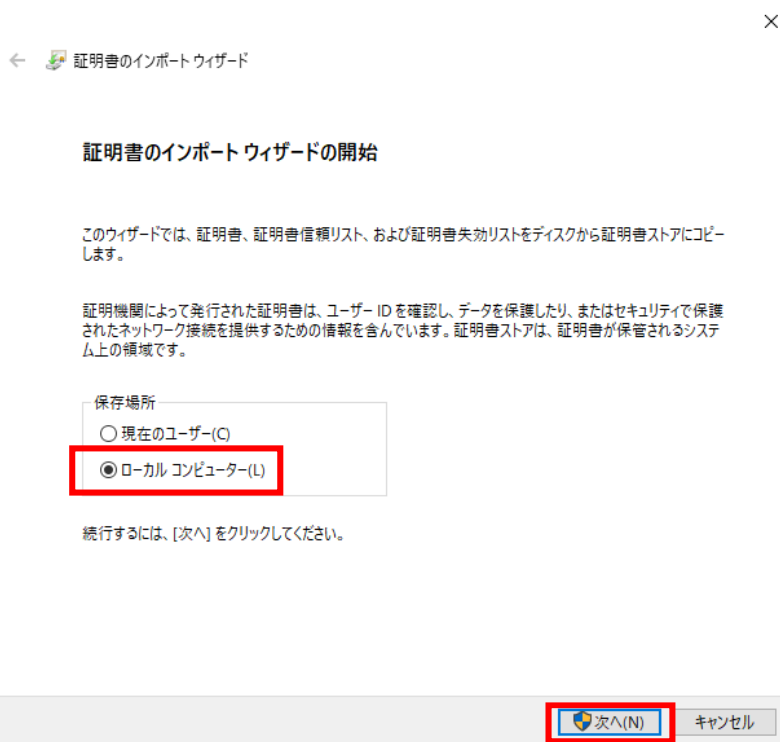 証明書のインポート ウィザード
証明書のインポート ウィザードの開始
このウィザードでは、証明書、証明書信頼リスト、および証明書失効リストをディスクから証明書ストアにコピー
します。
証明機関によって発行された証明書は、ユーザー ID を確認し、データを保護したり、またはセキュリティで保護
されたネットワーク接続を提供するための情報を含んでいます。証明書ストアは、証明書が保管されるシステ
ム上の領域です。
保存場所
現在のユーザー(C)
ローカル コンピューター(L)
続行するには、[次へ] をクリックしてください。
次へ(N)
キャンセル